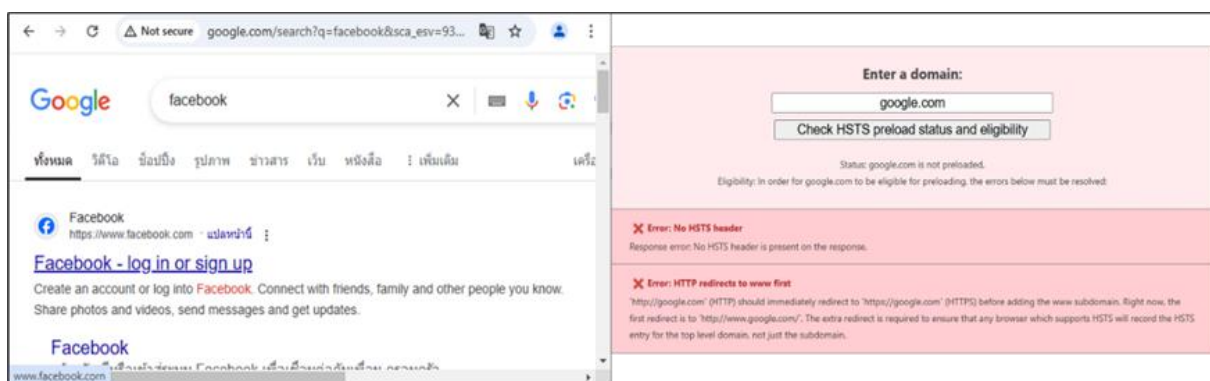 Not secure google.com/search?q=facebook&sca_esv=93...
Google facebook
ทั้งหมด วิดีโอ ช็อปปิ้ง รูปภาพ ข่าวสาร เว็บ หนังสือ เพิ่มเติม
Facebook
https://www.facebook.com · แปลหน้านี้
Facebook - log in or sign up
Create an account or log into Facebook. Connect with friends, family and other people you know.
Share photos and videos, send messages and get updates.
Facebook
www.facebook.com
Enter a domain:
google.com
Check HSTS preload status and eligibility
Status: google.com is not preloaded.
Eligibility: In order for google.com to be eligible for preloading, the errors below must be resolved:
Error: No HSTS header
Response error: No HSTS header is present on the response.
Error: HTTP redirects to www first
`http://google.com` (HTTP) should immediately redirect to `https://google.com` (HTTPS) before adding the www subdomain. Right now, the
first redirect is to `http://www.google.com/`. The extra redirect is required to ensure that any browser which supports HSTS will record the HSTS
entry for the top level domain, not just the subdomain.